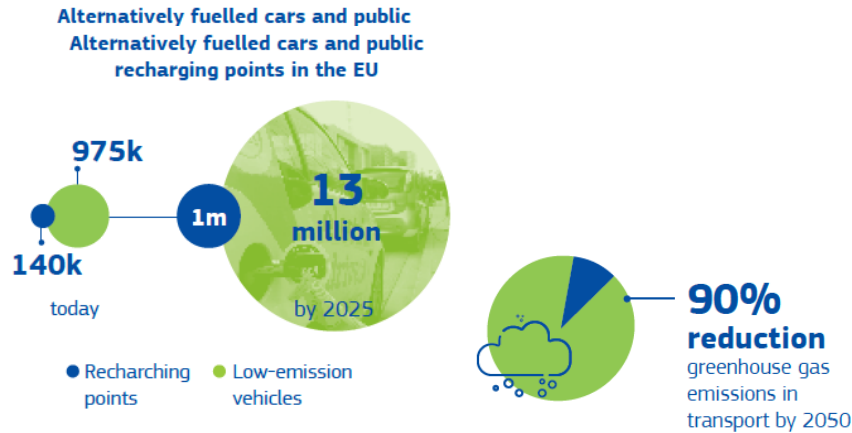 Alternatively fuelled cars and public
Alternatively fuelled cars and public
recharging points in the EU
975k
1m
13
million
140k
today
by 2025
Recharching
points
Low-emission
vehicles
90%
reduction
greenhouse gas
emissions in
transport by 2050